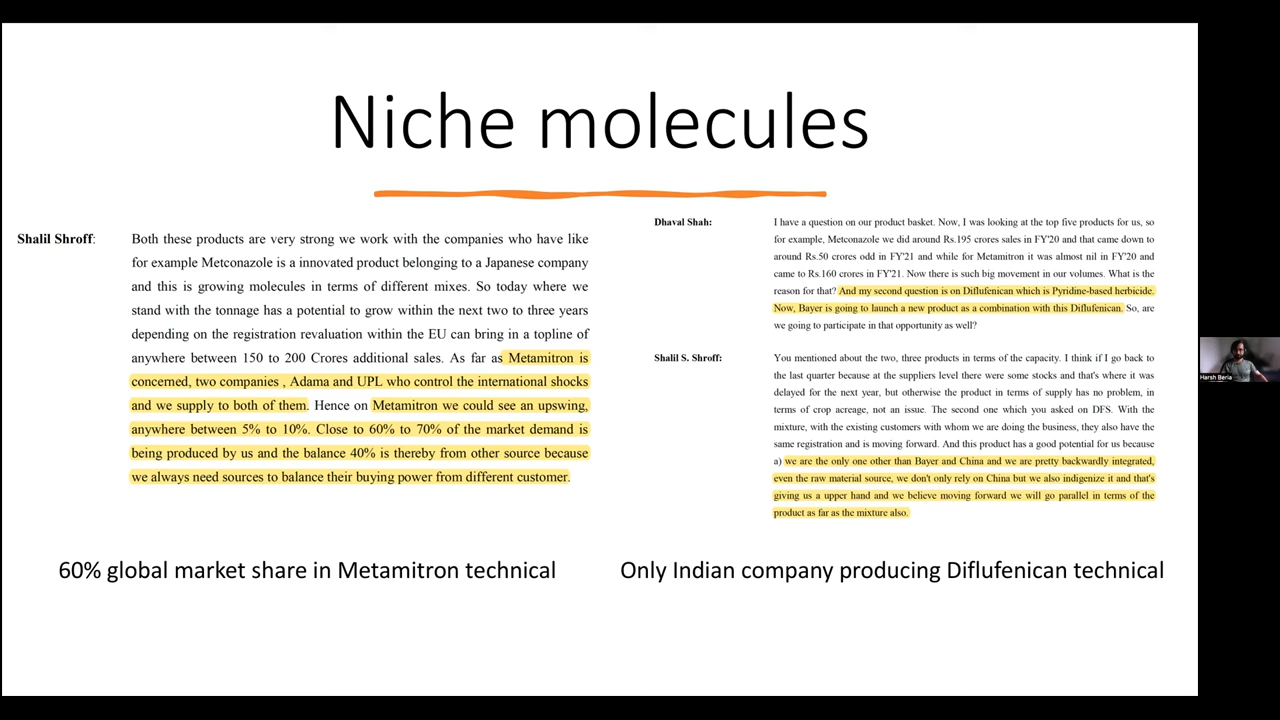 Niche molecules
Shalil Shroff:
Both these products are very strong we work with the companies who have like
for example Metconazole is a innovated product belonging to a Japanese company
and this is growing molecules in terms of different mixes. So today where we
stand with the tonnage has a potential to grow within the next two to three years
depending on the registration revaluation within the EU can bring in a topline of
anywhere between 150 to 200 Crores additional sales. As far as Metamitron is
concerned, two companies , Adama and UPL who control the international shocks
and we supply to both of them. Hence on Metamitron we could see an upswing,
anywhere between 5% to 10%. Close to 60% to 70% of the market demand is
being produced by us and the balance 40% is thereby from other source because
we always need sources to balance their buying power from different customer.
60% global market share in Metamitron technical
Dhaval Shah:
I have a question on our product basket. Now, I was looking at the top five products for us, so
for example, Metconazole we did around Rs.195 crores sales in FY'20 and that came down to
around Rs.50 crores odd in FY'21 and while for Metamitron it was almost nil in FY'20 and
came to Rs.160 crores in FY'21. Now there is such big movement in our volumes. What is the
reason for that? And my second question is on Diflufenican which is Pyridine-based herbicide.
Now, Bayer is going to launch a new product as a combination with this Diflufenican. So, are
we going to participate in that opportunity as well?
Shalil S. Shroff:
You mentioned about the two, three products in terms of the capacity. I think if I go back to
the last quarter because at the suppliers level there were some stocks and that's where it was
delayed for the next year, but otherwise the product in terms of supply has no problem, in
terms of crop acreage, not an issue. The second one which you asked on DFS. With the
mixture, with the existing customers with whom we are doing the business, they also have the
same registration and is moving forward. And this product has a good potential for us because
a) we are the only one other than Bayer and China and we are pretty backwardly integrated,
even the raw material source, we don't only rely on China but we also indigenize it and that's
giving us a upper hand and we believe moving forward we will go parallel in terms of the
product as far as the mixture also.
Only Indian company producing Diflufenican technical
Harsh Beria